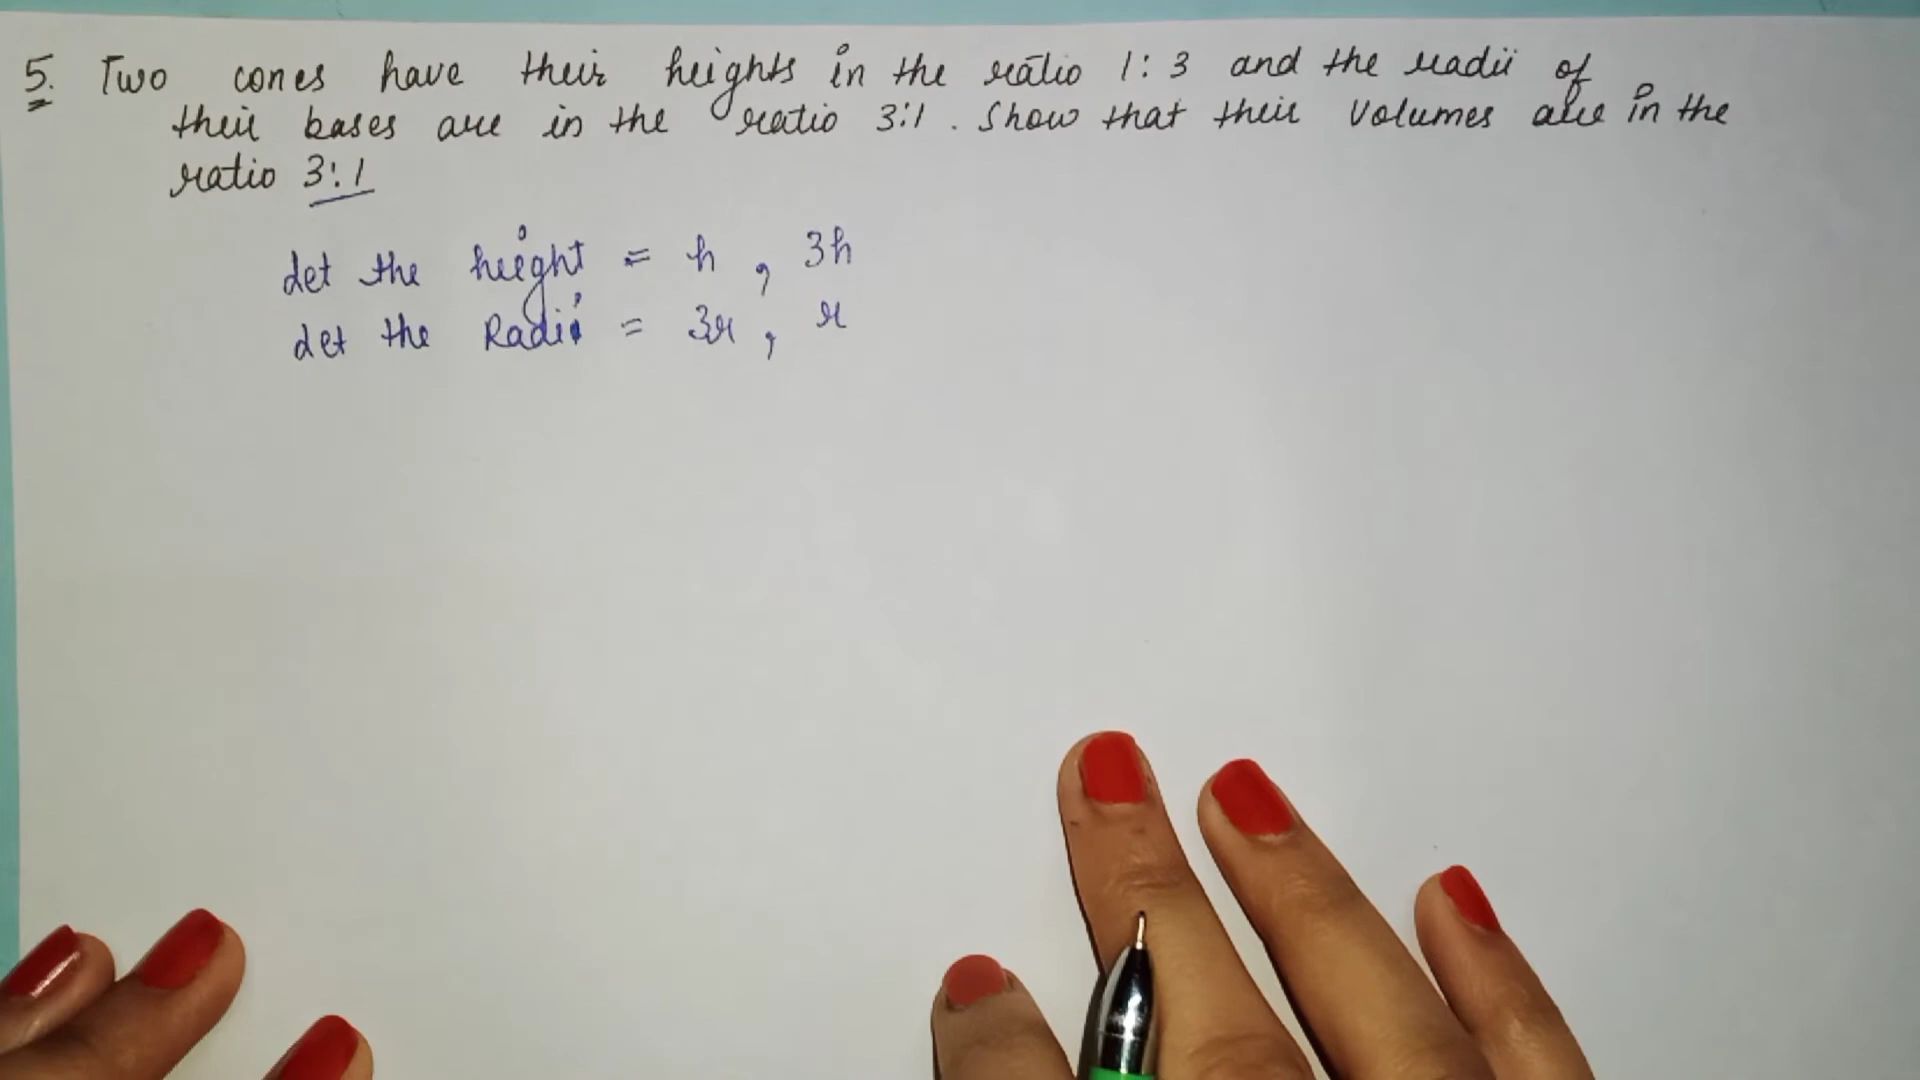 5. Two cones have their heights in the ratio 1:3 and the radii of
their bases are in the ratio 3:1. Show that their volumes are in the
ratio 3:1
Let the height = h, 3h
Let the Radii = 3r, r